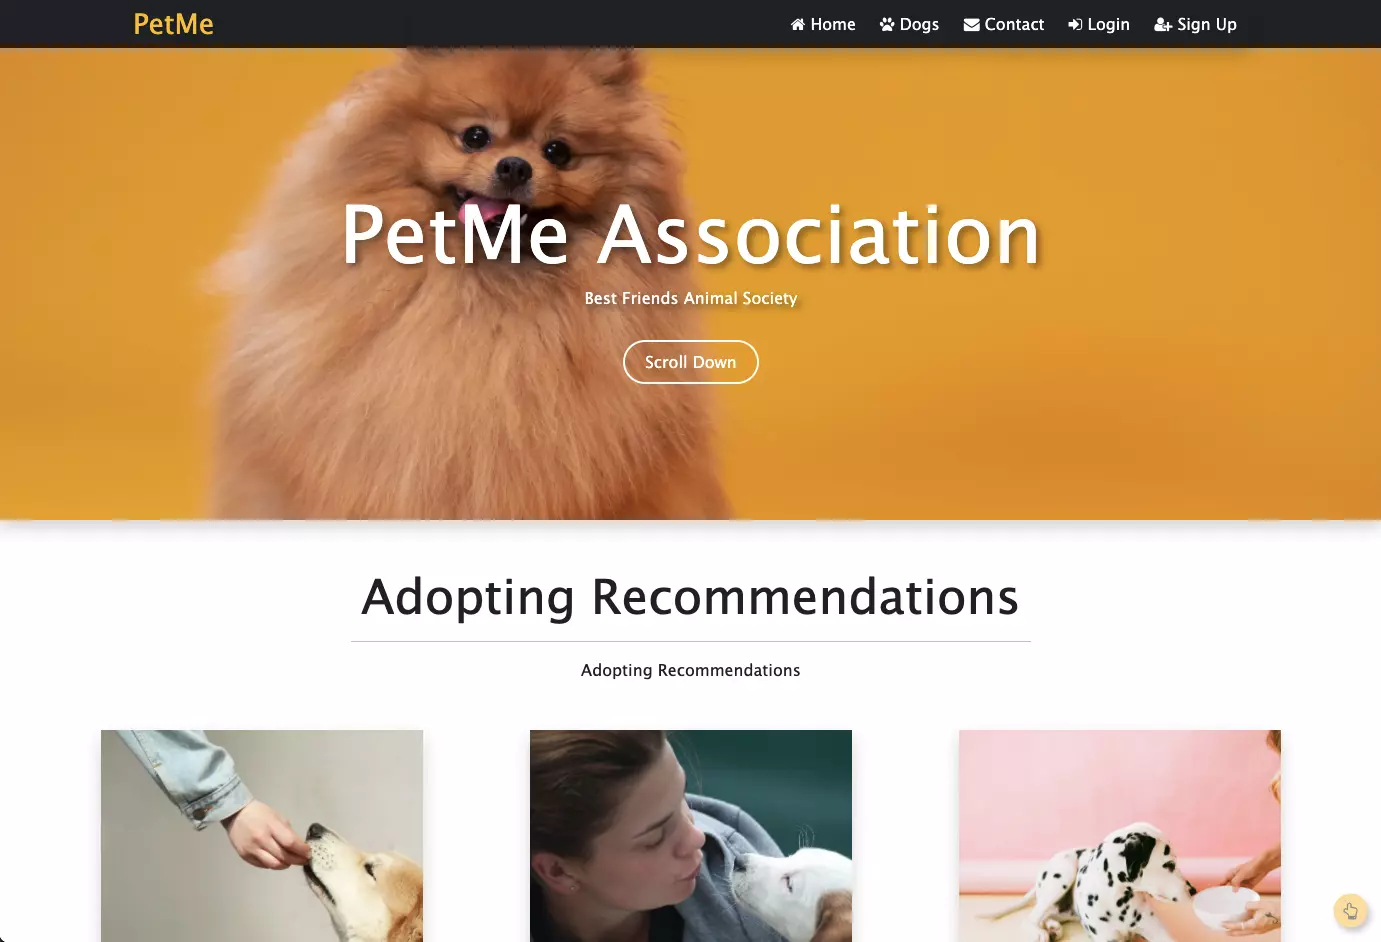 PetMe
Home Dogs Contact Login Sign Up
PetMe Association
Best Friends Animal Society
Scroll Down
Adopting Recommendations
Adopting Recommendations